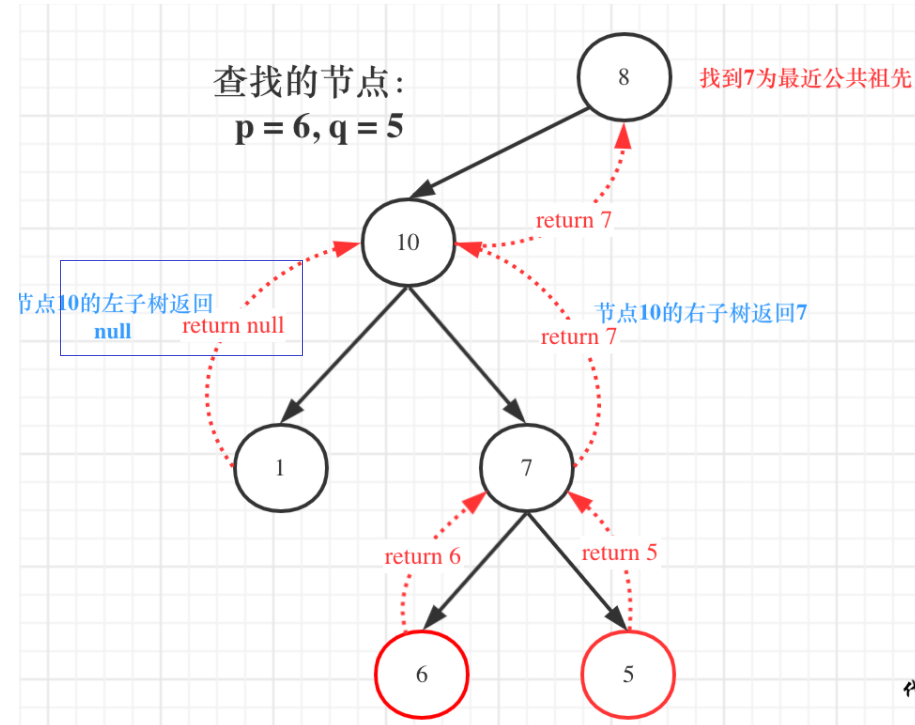 查找的节点:
p = 6, q = 5
8
找到7为最近公共祖先
return 7
10
节点10的左子树返回
null
return null
节点10的右子树返回7
return 7
1
7
return 6
return 5
6
5